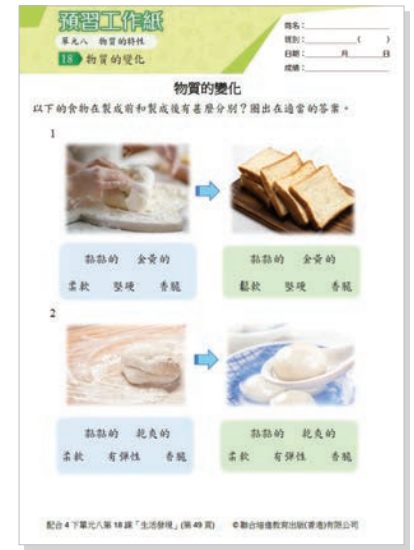 預習工作紙
單元八 物質的特性
18 物質的變化
姓名：
班別： ( )
日期： 月 日
成績：
物質的變化
以下的食物在製成前和製成後有甚麼分別？圈出在適當的答案。
1
黏黏的 金黃的
柔軟 堅硬 香脆
黏黏的 金黃的
鬆軟 堅硬 香脆
2
黏黏的 乾爽的
柔軟 有彈性 香脆
黏黏的 乾爽的
柔軟 有彈性 香脆
配合 4 下單元八第 18 課「生活發現」(第 49 頁) ©聯合培進教育出版(香港)有限公司